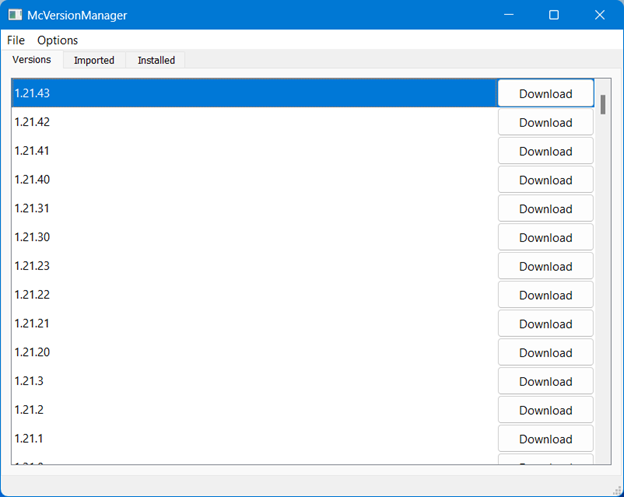 McVersionManager
File Options
Versions Imported Installed
1.21.43 Download
1.21.42 Download
1.21.41 Download
1.21.40 Download
1.21.31 Download
1.21.30 Download
1.21.23 Download
1.21.22 Download
1.21.21 Download
1.21.20 Download
1.21.3 Download
1.21.2 Download
1.21.1 Download